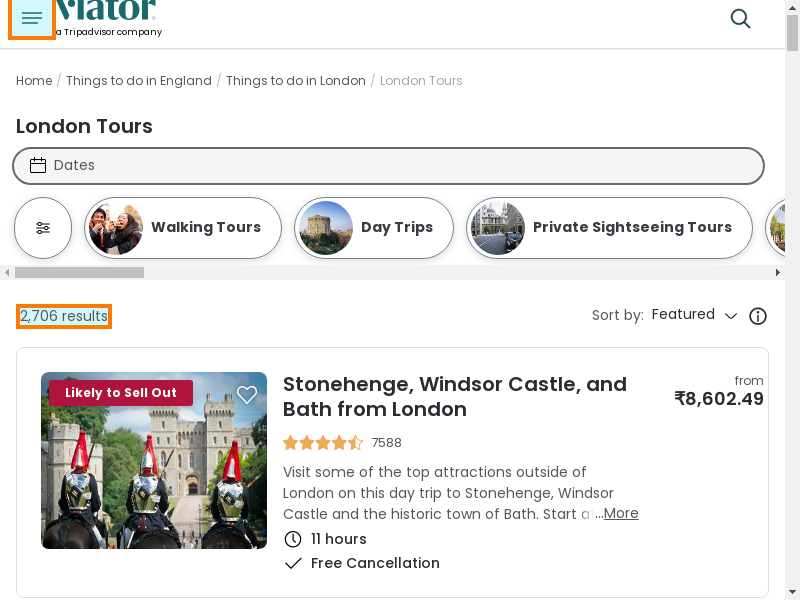 viator
a Tripadvisor company
Home / Things to do in England / Things to do in London / London Tours
London Tours
Dates
Walking Tours
Day Trips
Private Sightseeing Tours
2,706 results
Sort by: Featured
Likely to Sell Out
Stonehenge, Windsor Castle, and
Bath from London
from
₹8,602.49
7588
Visit some of the top attractions outside of
London on this day trip to Stonehenge, Windsor
Castle and the historic town of Bath. Start a...More
11 hours
Free Cancellation